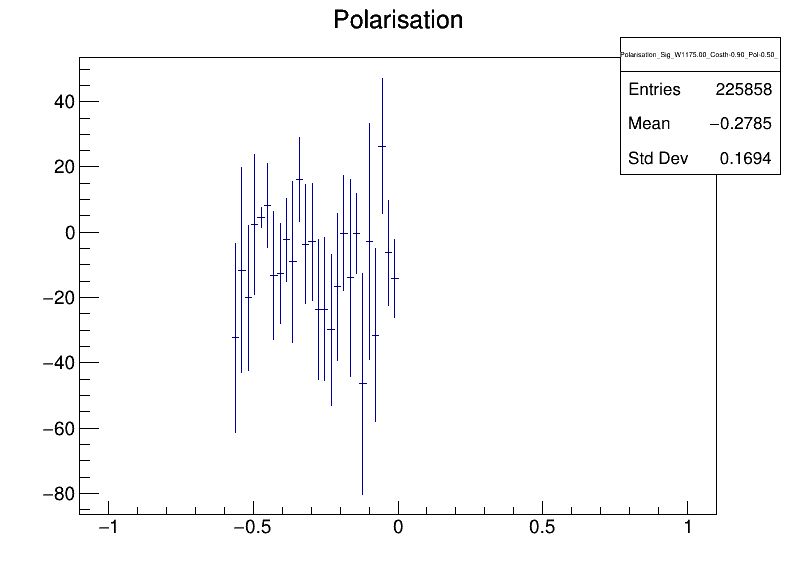 Polarisation
Polarisation_Sig_W1175.00_Costh-0.90_Pol-0.50_
Entries 225858
Mean −0.2785
Std Dev 0.1694
40
20
0
−20
−40
−60
−80
−1 −0.5 0 0.5 1